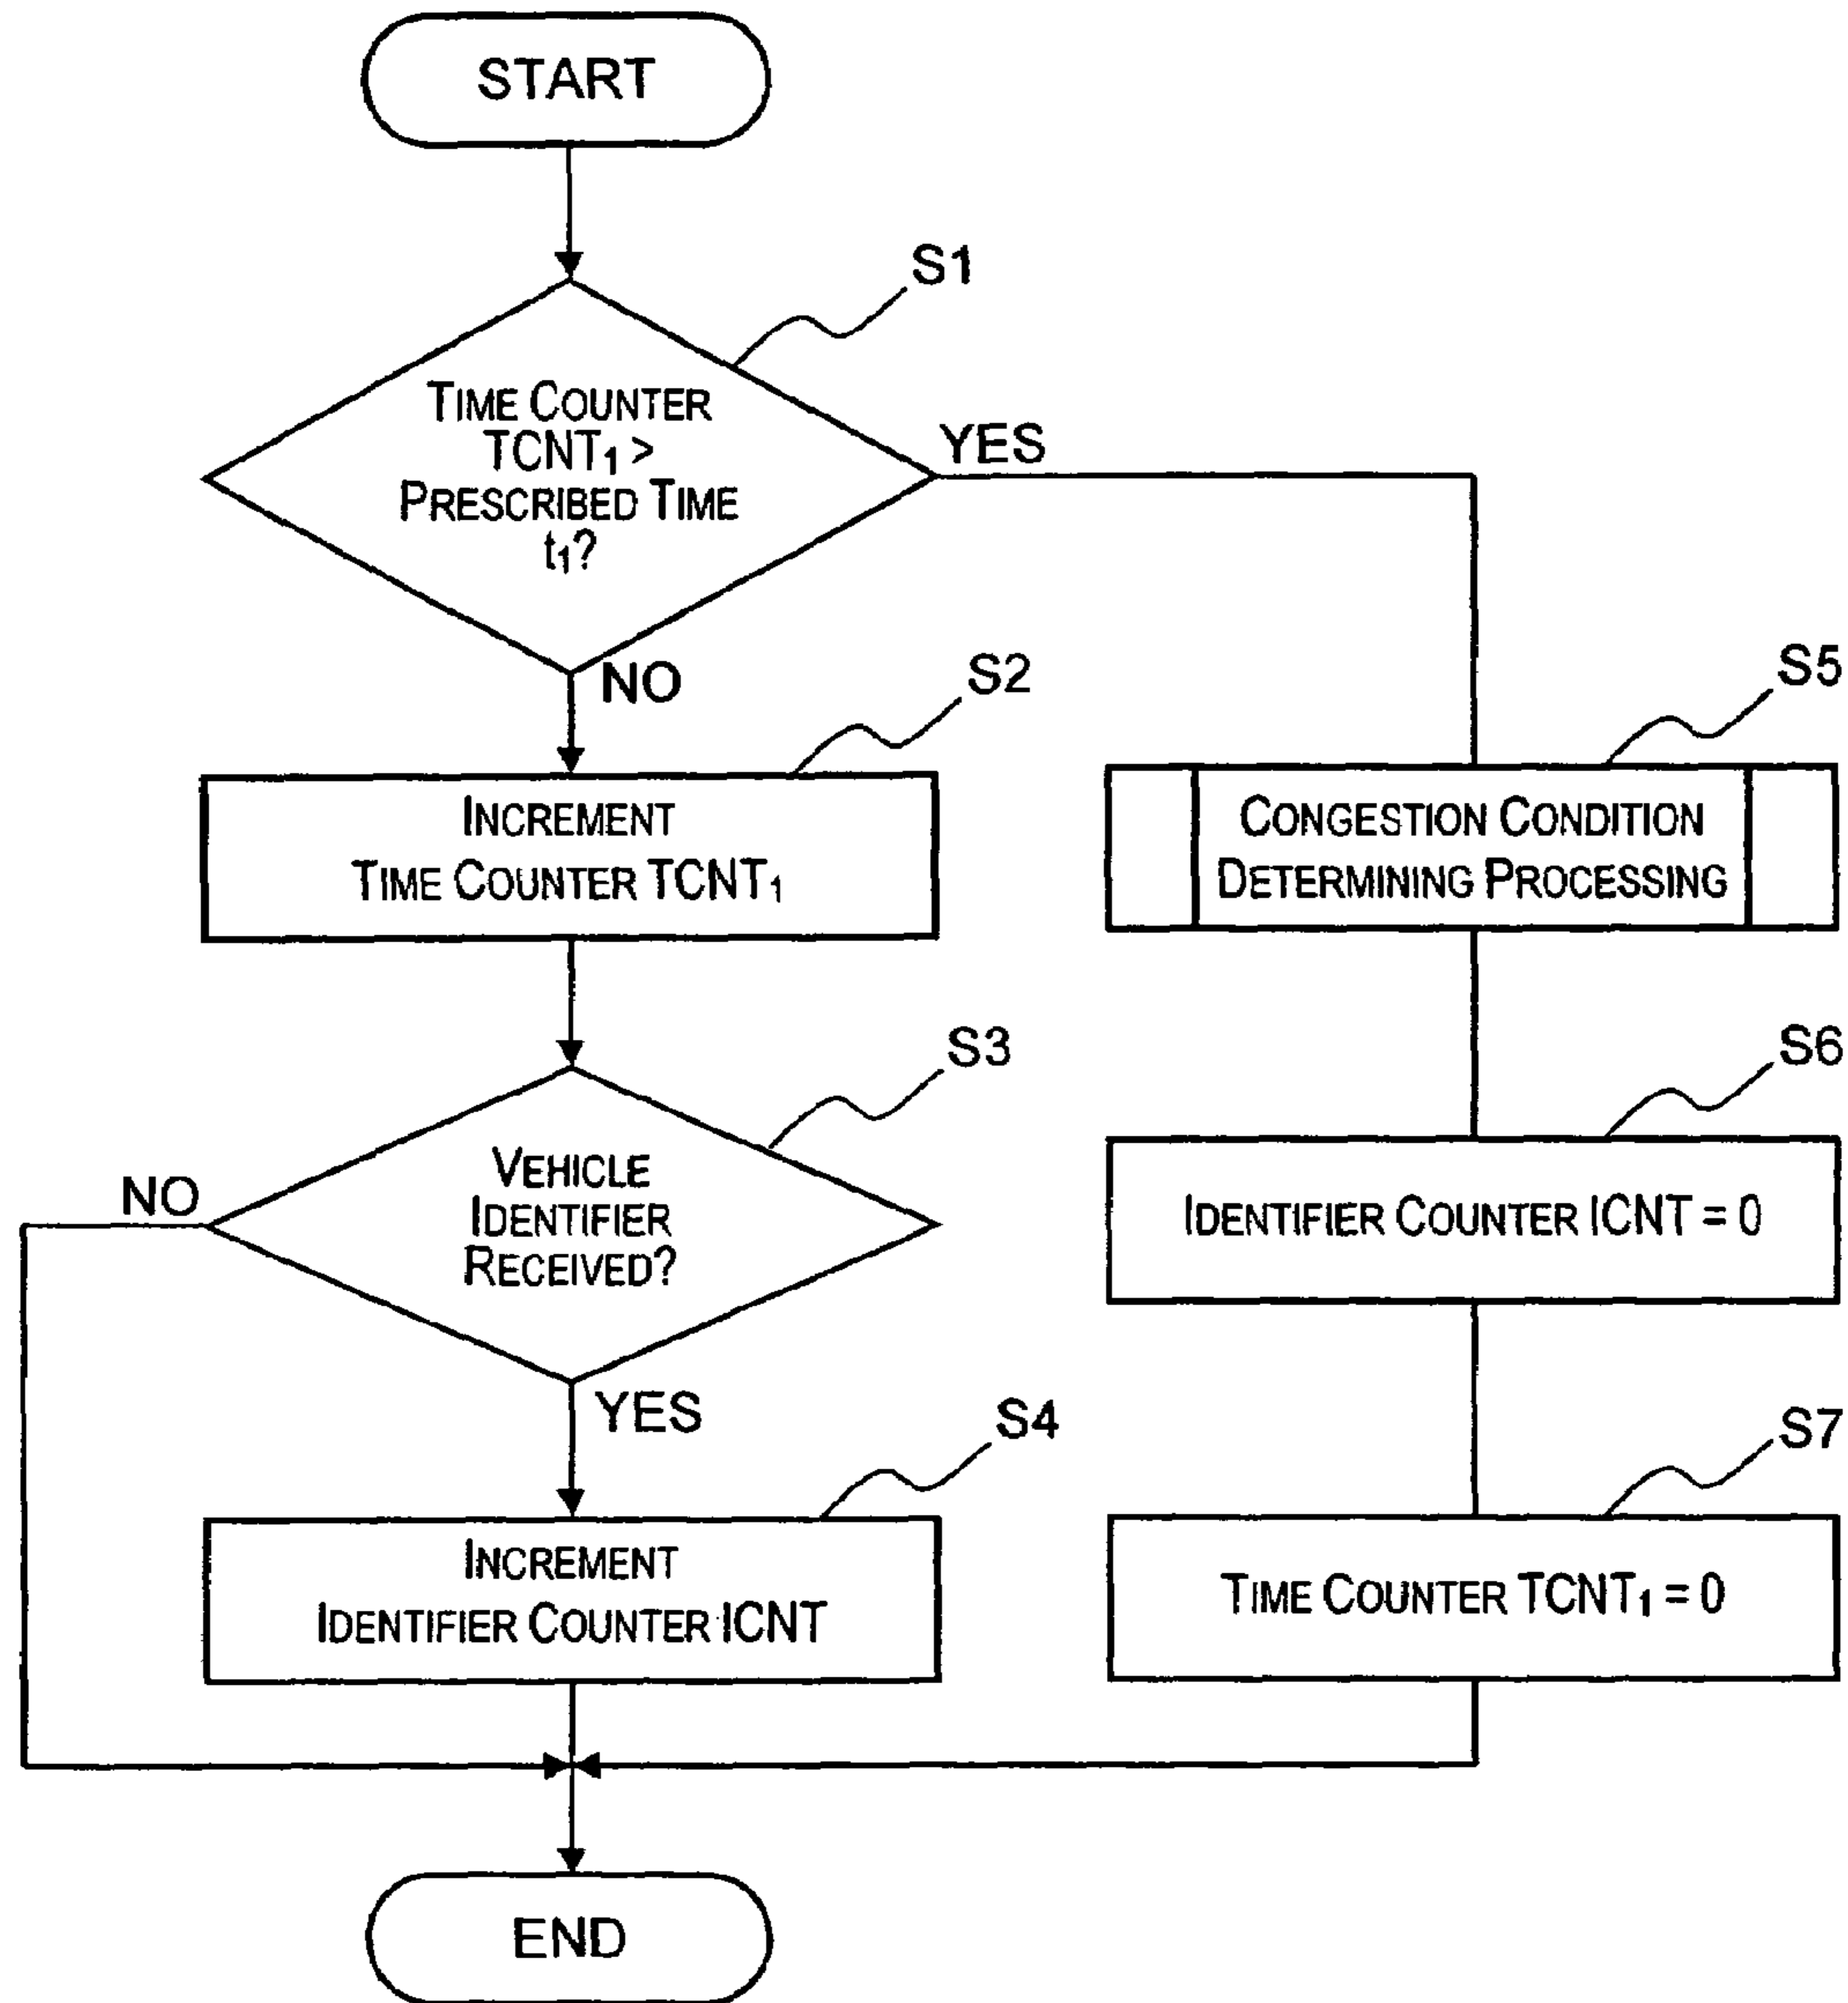 START
S1
TIME COUNTER
TCNT₁ >
PRESCRIBED TIME
t₁?
YES
NO
S2
INCREMENT
TIME COUNTER TCNT₁
S5
CONGESTION CONDITION
DETERMINING PROCESSING
S3
VEHICLE
IDENTIFIER
RECEIVED?
NO
YES
S6
IDENTIFIER COUNTER ICNT = 0
S4
INCREMENT
IDENTIFIER COUNTER ICNT
S7
TIME COUNTER TCNT₁ = 0
END